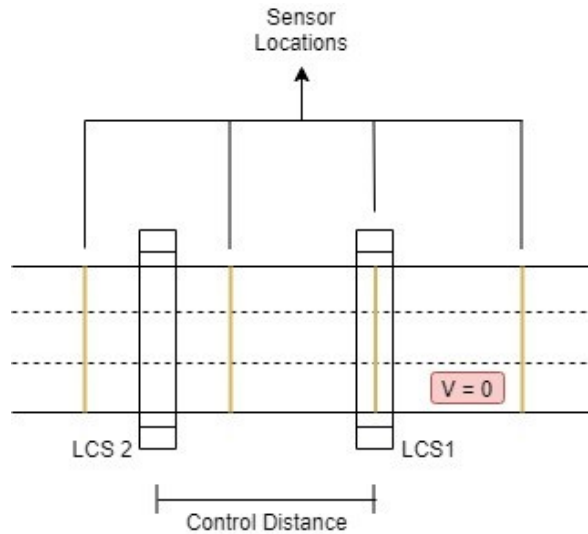 Sensor
Locations
V = 0
LCS 2
LCS1
Control Distance